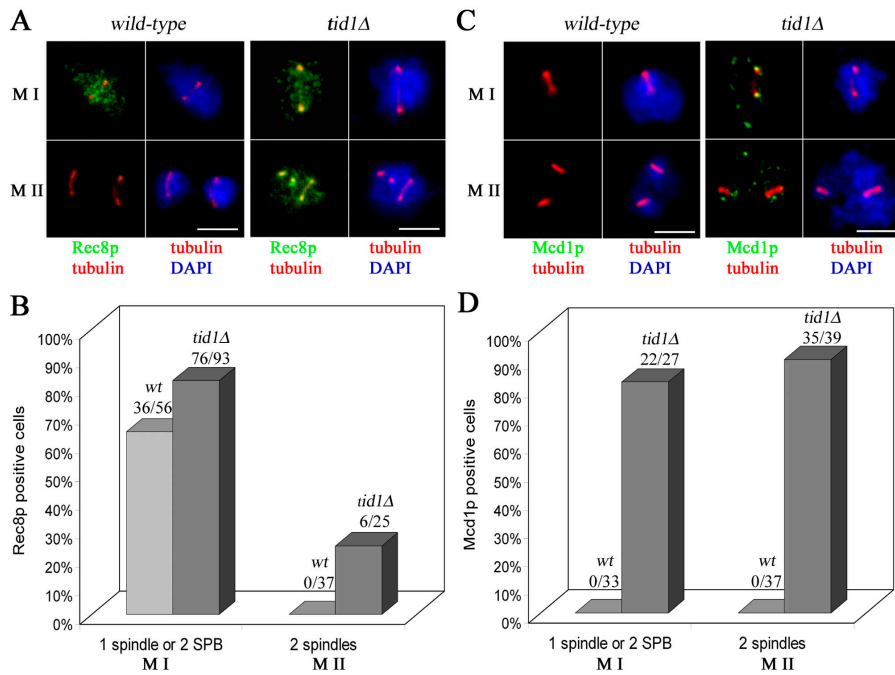 A
wild-type
tid1Δ
M I
M II
Rec8p
tubulin
tubulin
DAPI
Rec8p
tubulin
tubulin
DAPI
C
wild-type
tid1Δ
M I
M II
Mcd1p
tubulin
tubulin
DAPI
Mcd1p
tubulin
tubulin
DAPI
B
Rec8p positive cells
100%
90%
80%
70%
60%
50%
40%
30%
20%
10%
0%
wt
36/56
tid1Δ
76/93
wt
0/37
tid1Δ
6/25
1 spindle or 2 SPB
M I
2 spindles
M II
D
Mcd1p positive cells
100%
90%
80%
70%
60%
50%
40%
30%
20%
10%
0%
wt
0/33
tid1Δ
22/27
wt
0/37
tid1Δ
35/39
1 spindle or 2 SPB
M I
2 spindles
M II